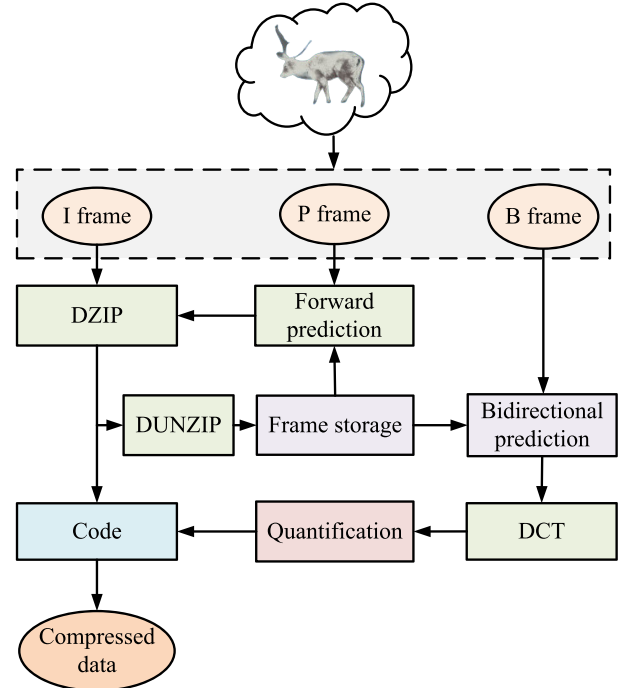 I frame
P frame
B frame
DZIP
Forward
prediction
DUNZIP
Frame storage
Bidirectional
prediction
Code
Quantification
DCT
Compressed
data